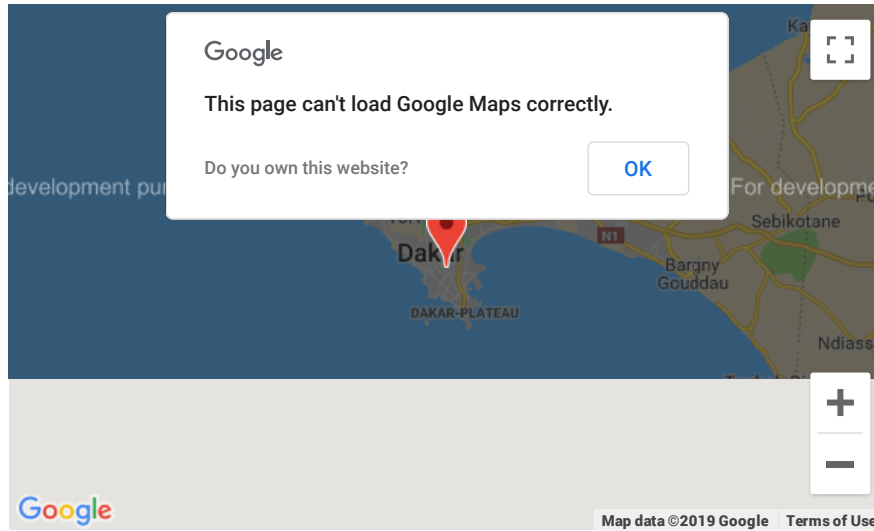 Ka
Google
This page can't load Google Maps correctly.
Do you own this website?
OK
development pur
For developme
Sebikotane
N1
Dakar
Bargny
Gouddau
DAKAR-PLATEAU
Ndiass
Google
Map data ©2019 Google
Terms of Use